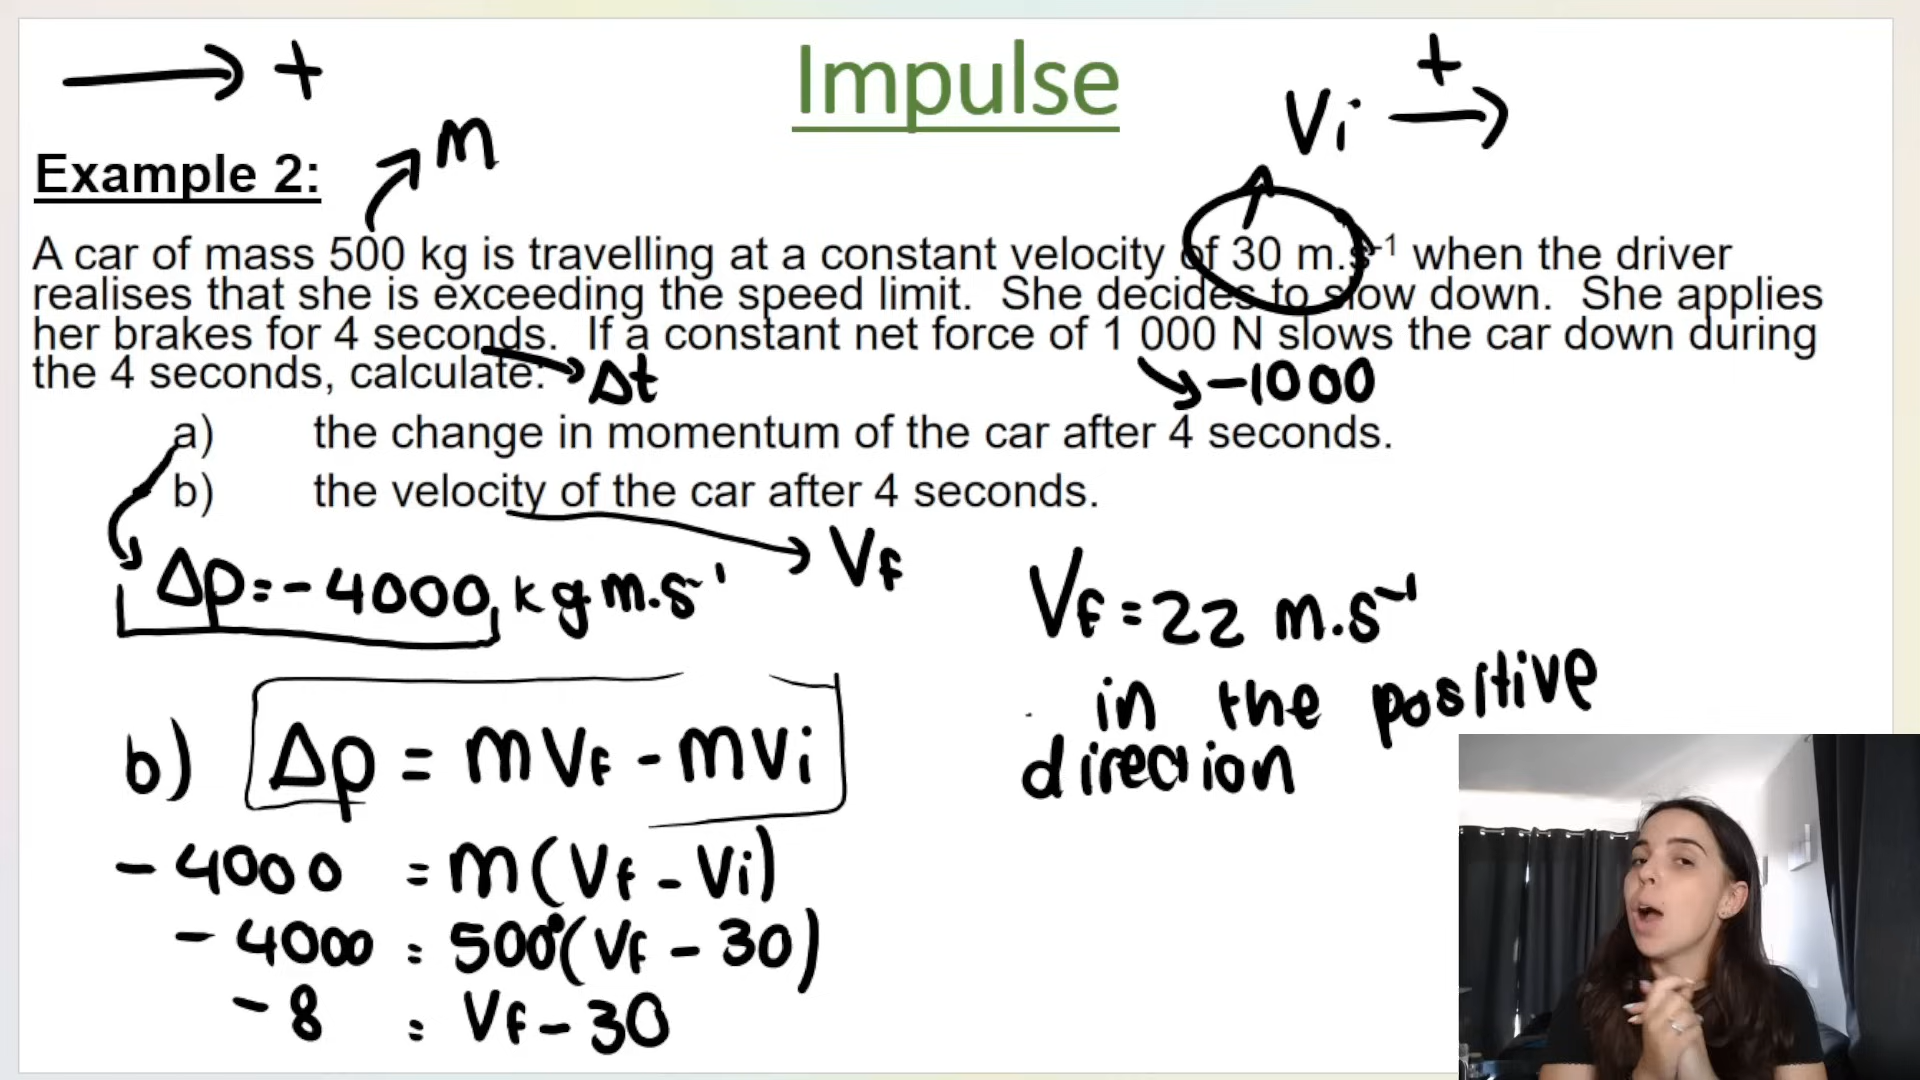 → +
Impulse
Vi
+
→
m
Example 2:
A car of mass 500 kg is travelling at a constant velocity of 30 m.s⁻¹ when the driver
realises that she is exceeding the speed limit. She decides to slow down. She applies
her brakes for 4 seconds. If a constant net force of 1 000 N slows the car down during
the 4 seconds, calculate:
Δt
-1000
a) the change in momentum of the car after 4 seconds.
b) the velocity of the car after 4 seconds.
Vf
Δp = -4000 kg m.s⁻¹
b) Δp = mVf - mVi
-4000 = m(Vf - Vi)
-4000 = 500(Vf - 30)
-8 = Vf - 30
Vf = 22 m.s⁻¹
in the positive
direction